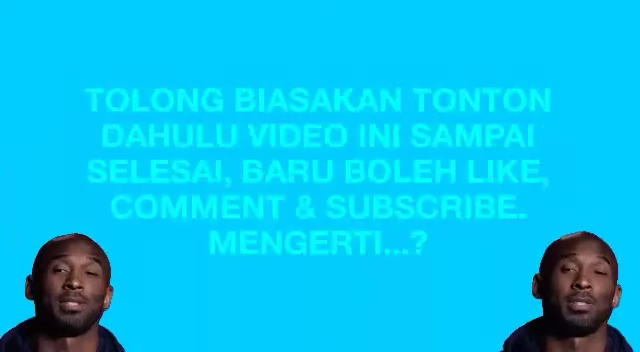 TOLONG BIASAKAN TONTON
DAHULU VIDEO INI SAMPAI
SELESAI, BARU BOLEH LIKE,
COMMENT & SUBSCRIBE.
MENGERTI...?